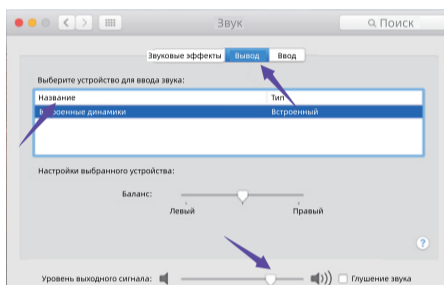 Звук
Поиск
Звуковые эффекты Вывод Ввод
Выберите устройство для ввода звука:
Название Тип
Встроенные динамики Встроенный
Настройки выбранного устройства:
Баланс:
Левый Правый
?
Уровень выходного сигнала: Глушение звука